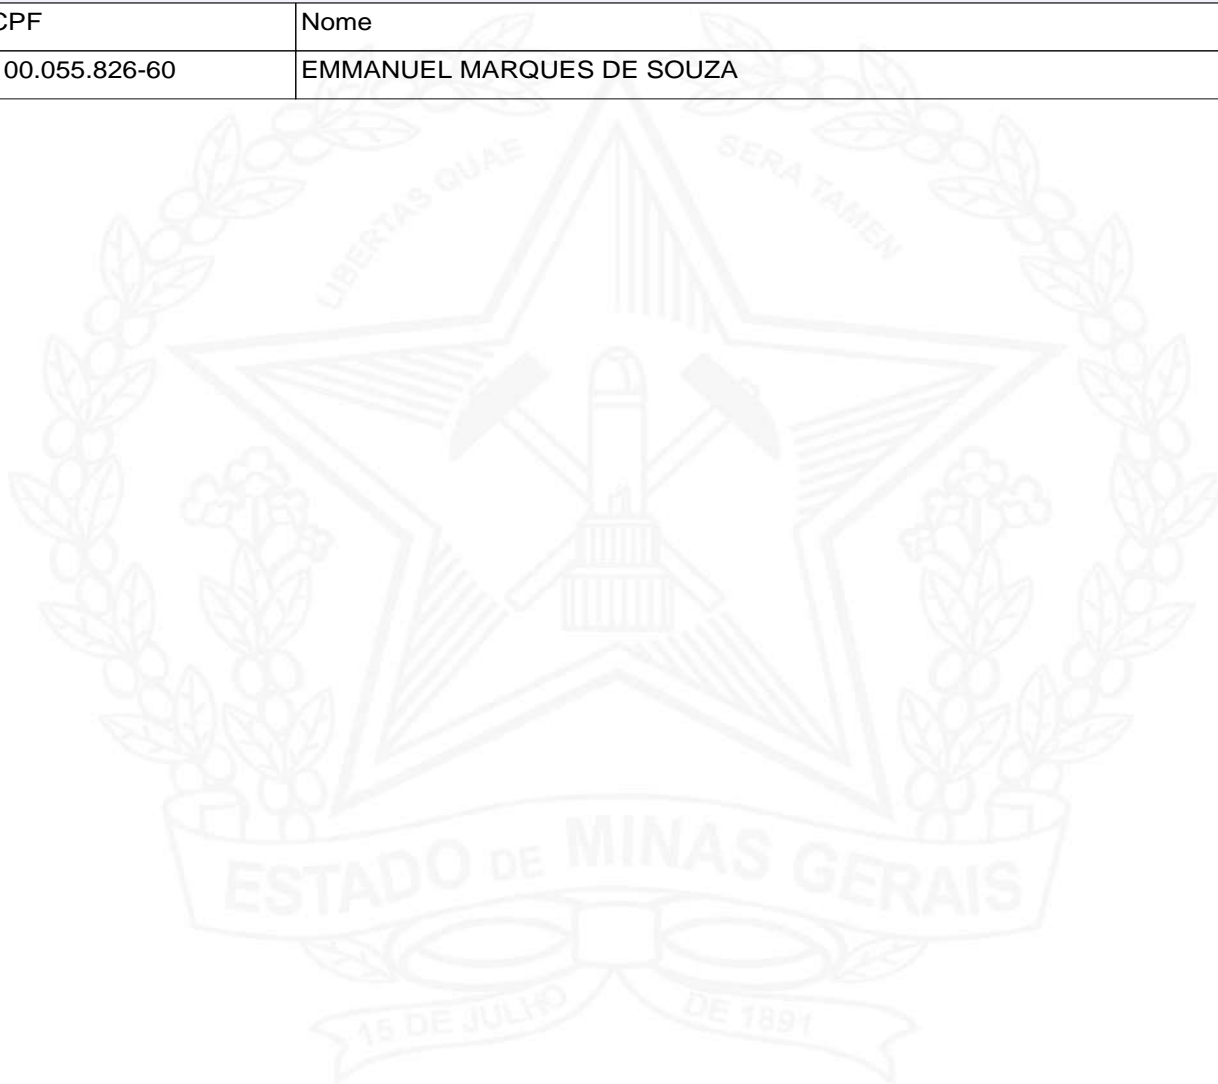 CPF Nome
00.055.826-60 EMMANUEL MARQUES DE SOUZA
LIBERTAS QUAE SERA TAMEN
ESTADO DE MINAS GERAIS
15 DE JULHO DE 1891